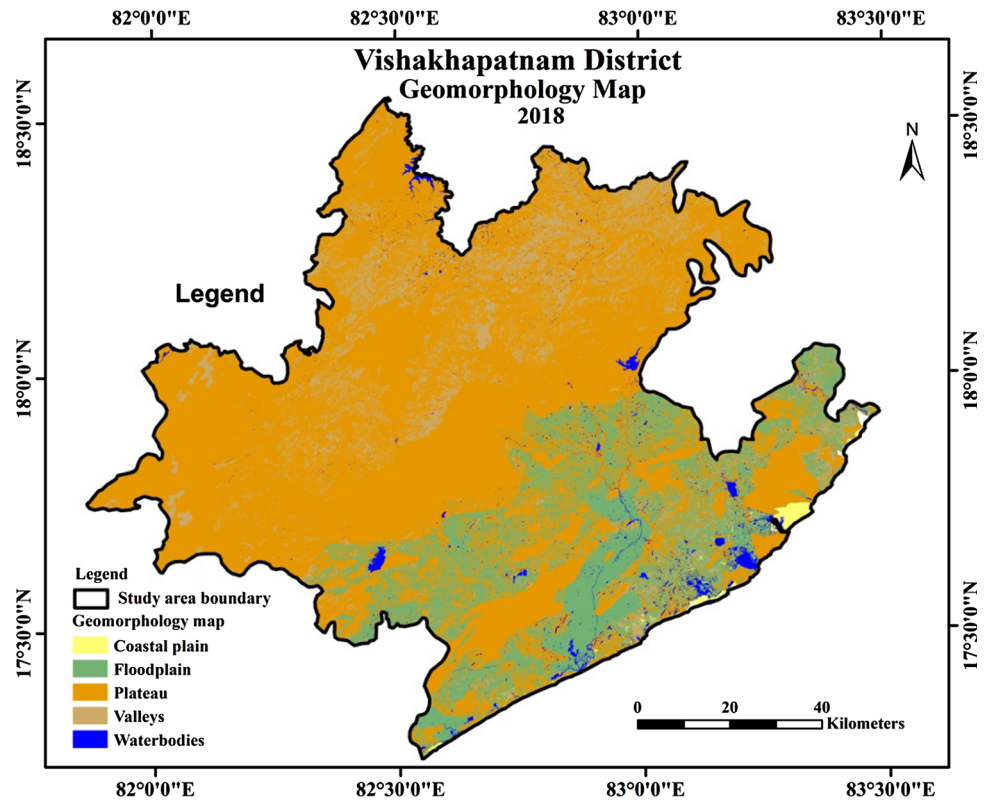 82°0'0"E 82°30'0"E 83°0'0"E 83°30'0"E
Vishakhapatnam District
Geomorphology Map
2018
N
18°30'0"N
18°30'0"N
Legend
18°0'0"N
18°0'0"N
17°30'0"N
17°30'0"N
Legend
Study area boundary
Geomorphology map
Coastal plain
Floodplain
Plateau
Valleys
Waterbodies
0 20 40
Kilometers
82°0'0"E 82°30'0"E 83°0'0"E 83°30'0"E